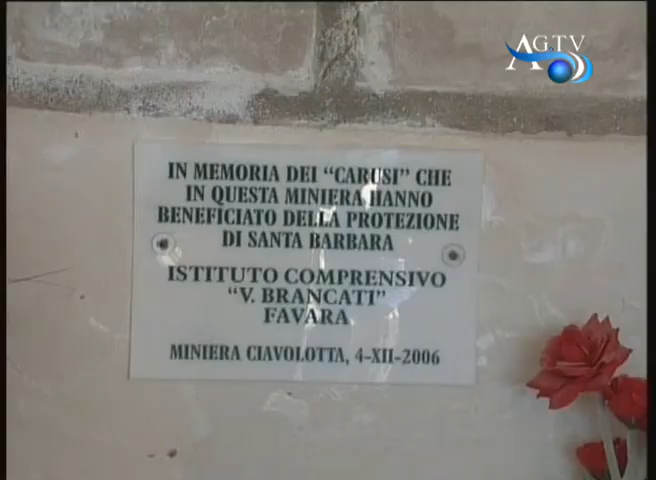 AGTV
IN MEMORIA DEI “CARUSI” CHE
IN QUESTA MINIERA HANNO
BENEFICIATO DELLA PROTEZIONE
DI SANTA BARBARA
ISTITUTO COMPRENSIVO
“V. BRANCATI”
FAVARA
MINIERA CIAVOLOTTA, 4-XII-2006